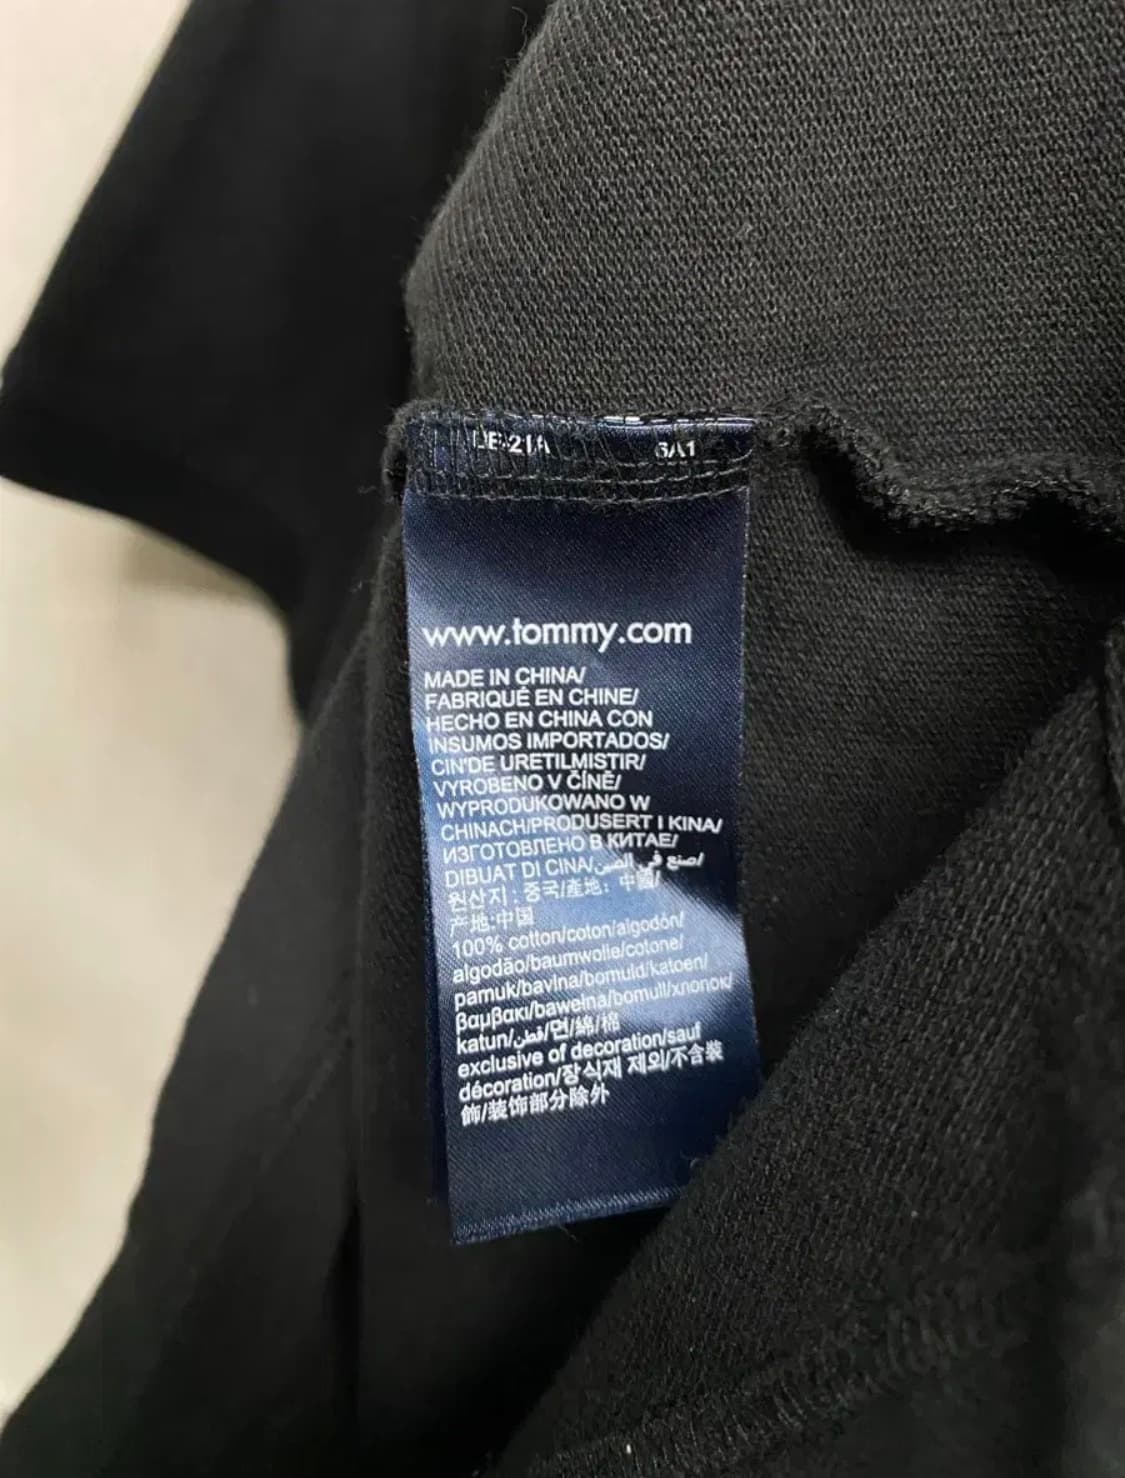 6A1
www.tommy.com
MADE IN CHINA/
FABRIQUÉ EN CHINE/
HECHO EN CHINA CON
INSUMOS IMPORTADOS/
CIN'DE URETILMISTIR/
VYROBENO V ČÍNĚ/
WYPRODUKOWANO W
CHINACH/PRODUSERT I KINA/
ИЗГОТОВЛЕНО В КИТАЕ/
DIBUAT DI CINA/صنع في الصين/
원산지: 중국/產地: 中國/
产地:中国
100% cotton/coton/algodón/
algodão/baumwolle/cotone/
pamuk/bavlna/bomuld/katoen/
βαμβακι/bawełna/bomull/хлопок/
katun/قطن/면/綿/棉
exclusive of decoration/sauf
décoration/장식재 제외/不含裝
飾/装饰部分除外